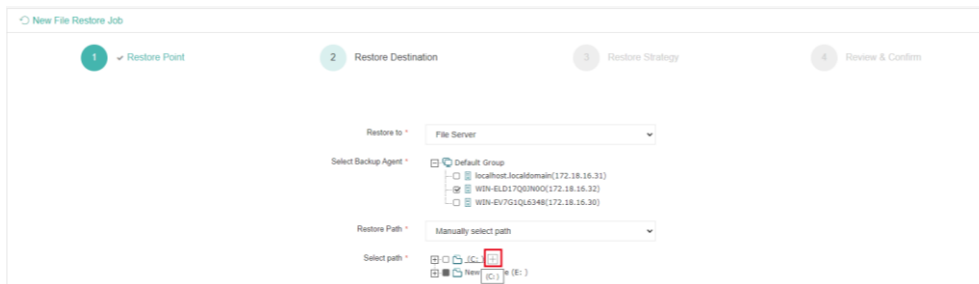 New File Restore Job
1 Restore Point
2 Restore Destination
3 Restore Strategy
4 Review & Confirm
Restore to * File Server
Select Backup Agent * Default Group
localhost.localdomain(172.18.16.31)
WIN-ELD17Q0JN0O(172.18.16.32)
WIN-EV7G1QL6348(172.18.16.30)
Restore Path * Manually select path
Select path * (C: )
New e (E: )
(C:)